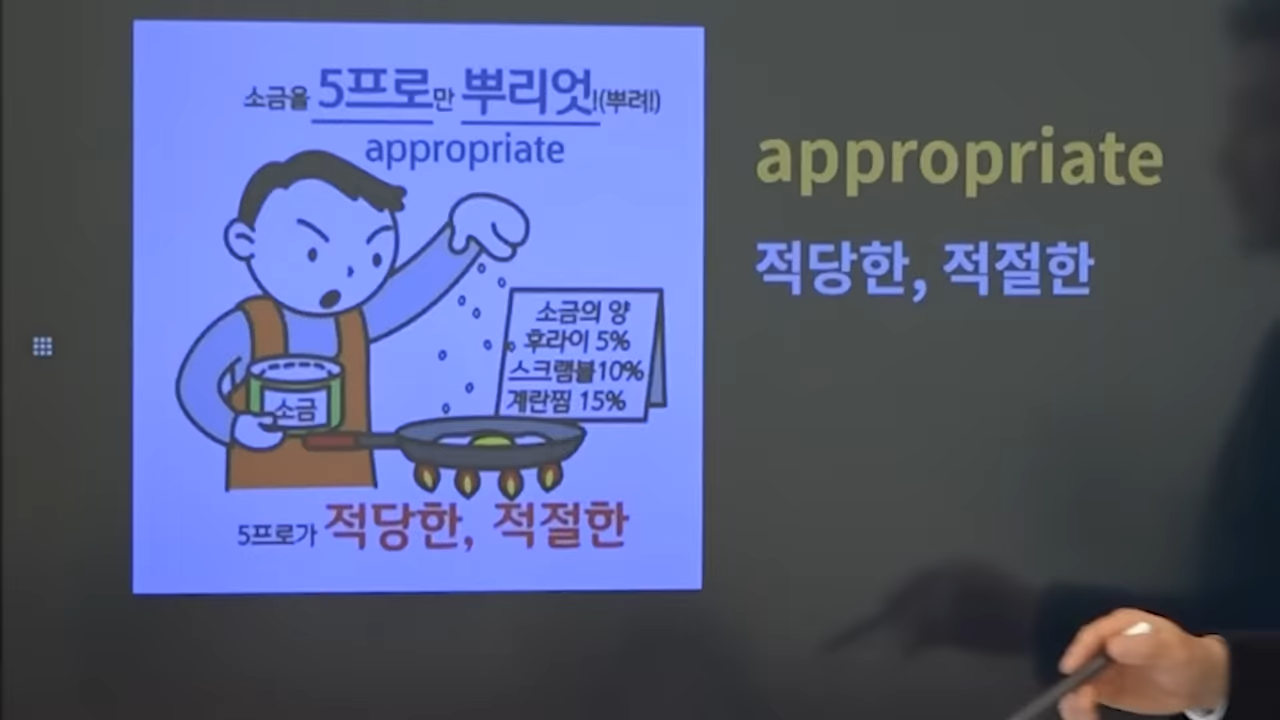 소금을 5프로만 뿌리엇!(뿌려!)
appropriate
소금의 양
후라이 5%
스크램블10%
계란찜 15%
소금
5프로가 적당한, 적절한
appropriate
적당한, 적절한